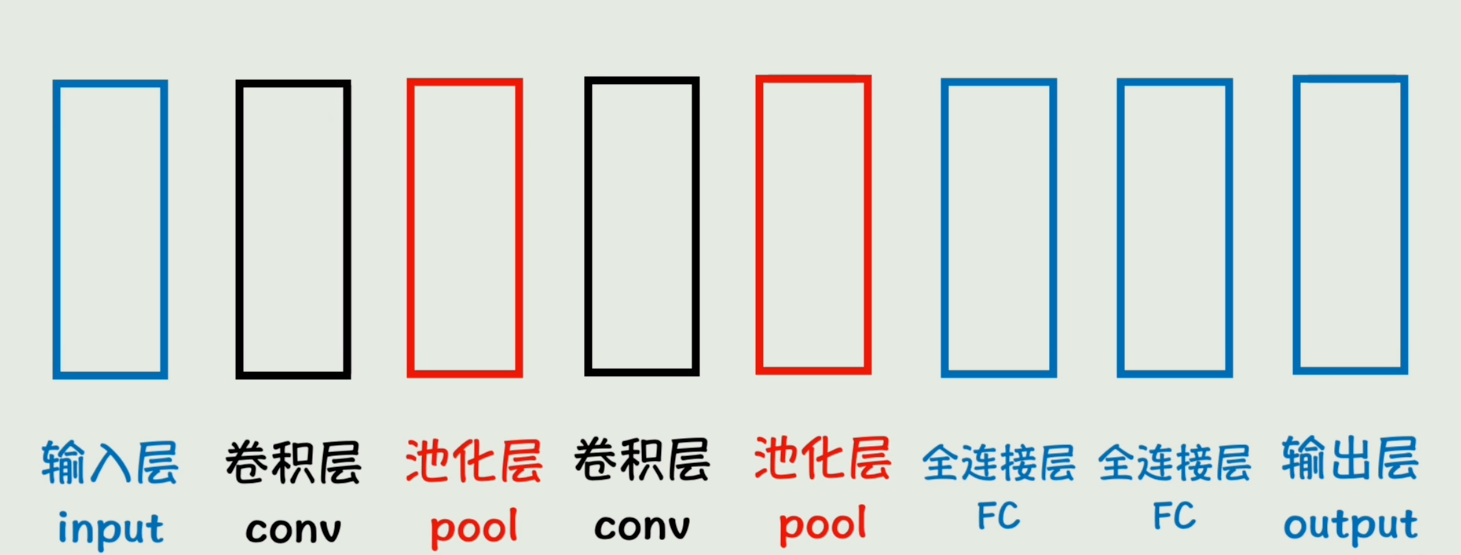 输入层
input
卷积层
conv
池化层
pool
卷积层
conv
池化层
pool
全连接层
FC
全连接层
FC
输出层
output